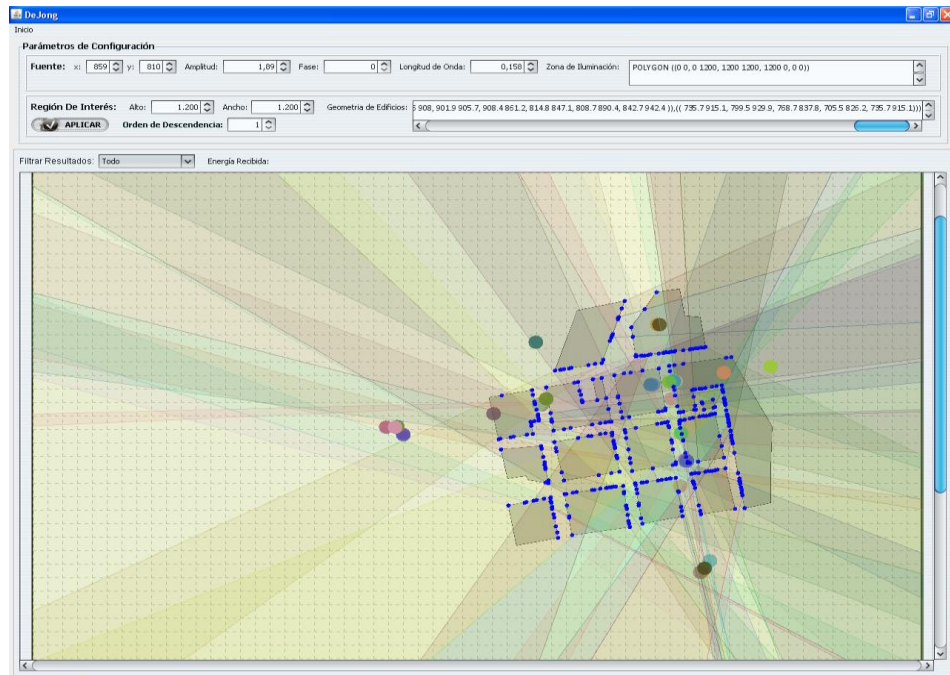 DeJong
Inicio
Parámetros de Configuración
Fuente: x: 859 y: 810 Amplitud: 1,89 Fase: 0 Longitud de Onda: 0,158 Zona de Iluminación: POLYGON ((0 0, 0 1200, 1200 1200, 1200 0, 0 0))
Región De Interés: Alto: 1.200 Ancho: 1.200 Geometria de Edificios: 908, 901.9 905.7, 908.4 861.2, 814.8 847.1, 808.7 890.4, 842.7 942.4 )),(( 735.7 915.1, 799.5 929.9, 768.7 837.8, 705.5 826.2, 735.7 915.1)))
APLICAR Orden de Descendencia: 1
Filtrar Resultados: Todo Energía Recibida: